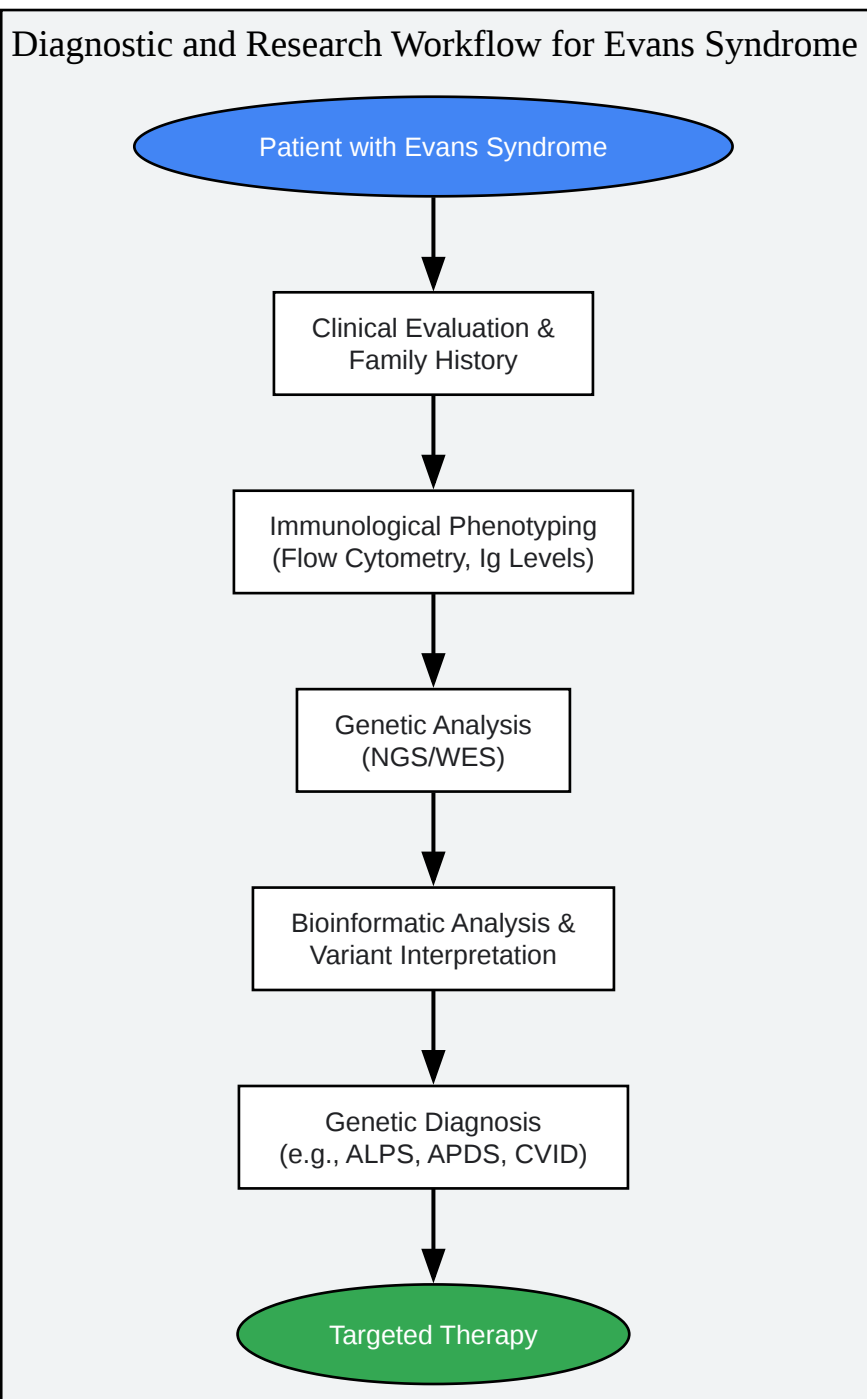 Diagnostic and Research Workflow for Evans Syndrome
Patient with Evans Syndrome
Clinical Evaluation &
Family History
Immunological Phenotyping
(Flow Cytometry, Ig Levels)
Genetic Analysis
(NGS/WES)
Bioinformatic Analysis &
Variant Interpretation
Genetic Diagnosis
(e.g., ALPS, APDS, CVID)
Targeted Therapy